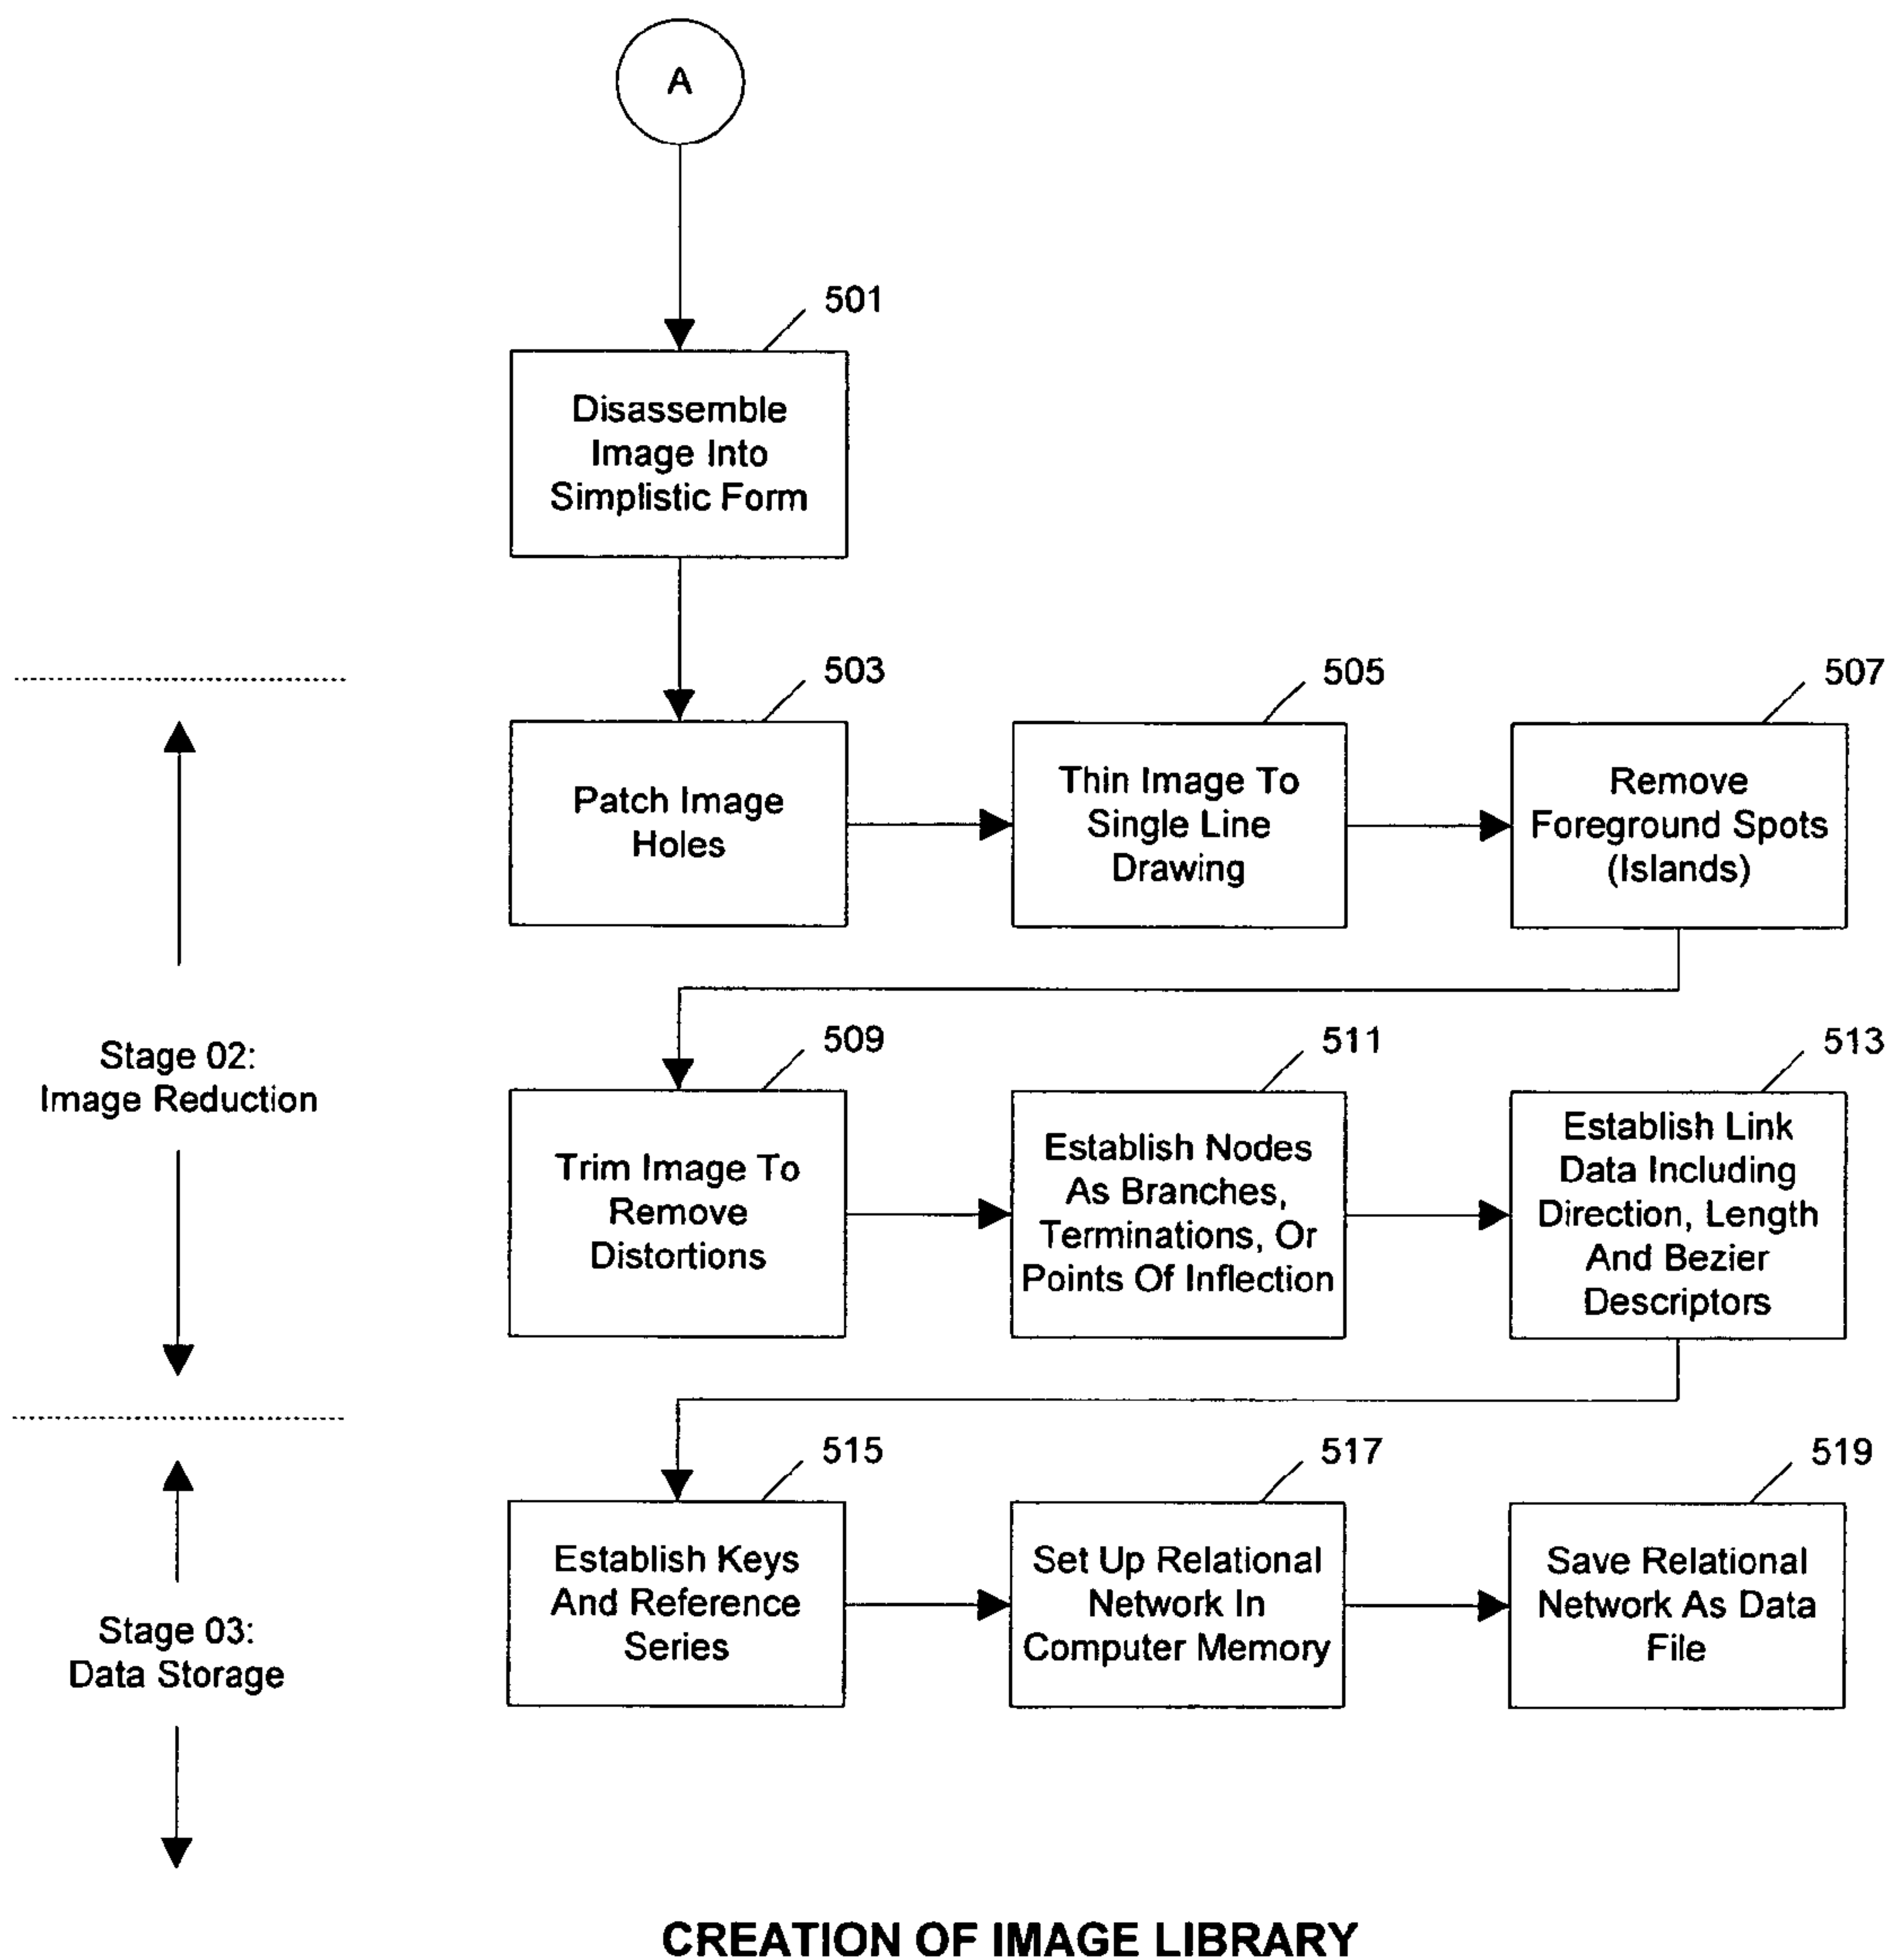 A
501
Disassemble
Image Into
Simplistic Form
503
Patch Image
Holes
505
Thin Image To
Single Line
Drawing
507
Remove
Foreground Spots
(Islands)
Stage 02:
Image Reduction
509
Trim Image To
Remove
Distortions
511
Establish Nodes
As Branches,
Terminations, Or
Points Of Inflection
513
Establish Link
Data Including
Direction, Length
And Bezier
Descriptors
Stage 03:
Data Storage
515
Establish Keys
And Reference
Series
517
Set Up Relational
Network In
Computer Memory
519
Save Relational
Network As Data
File
CREATION OF IMAGE LIBRARY